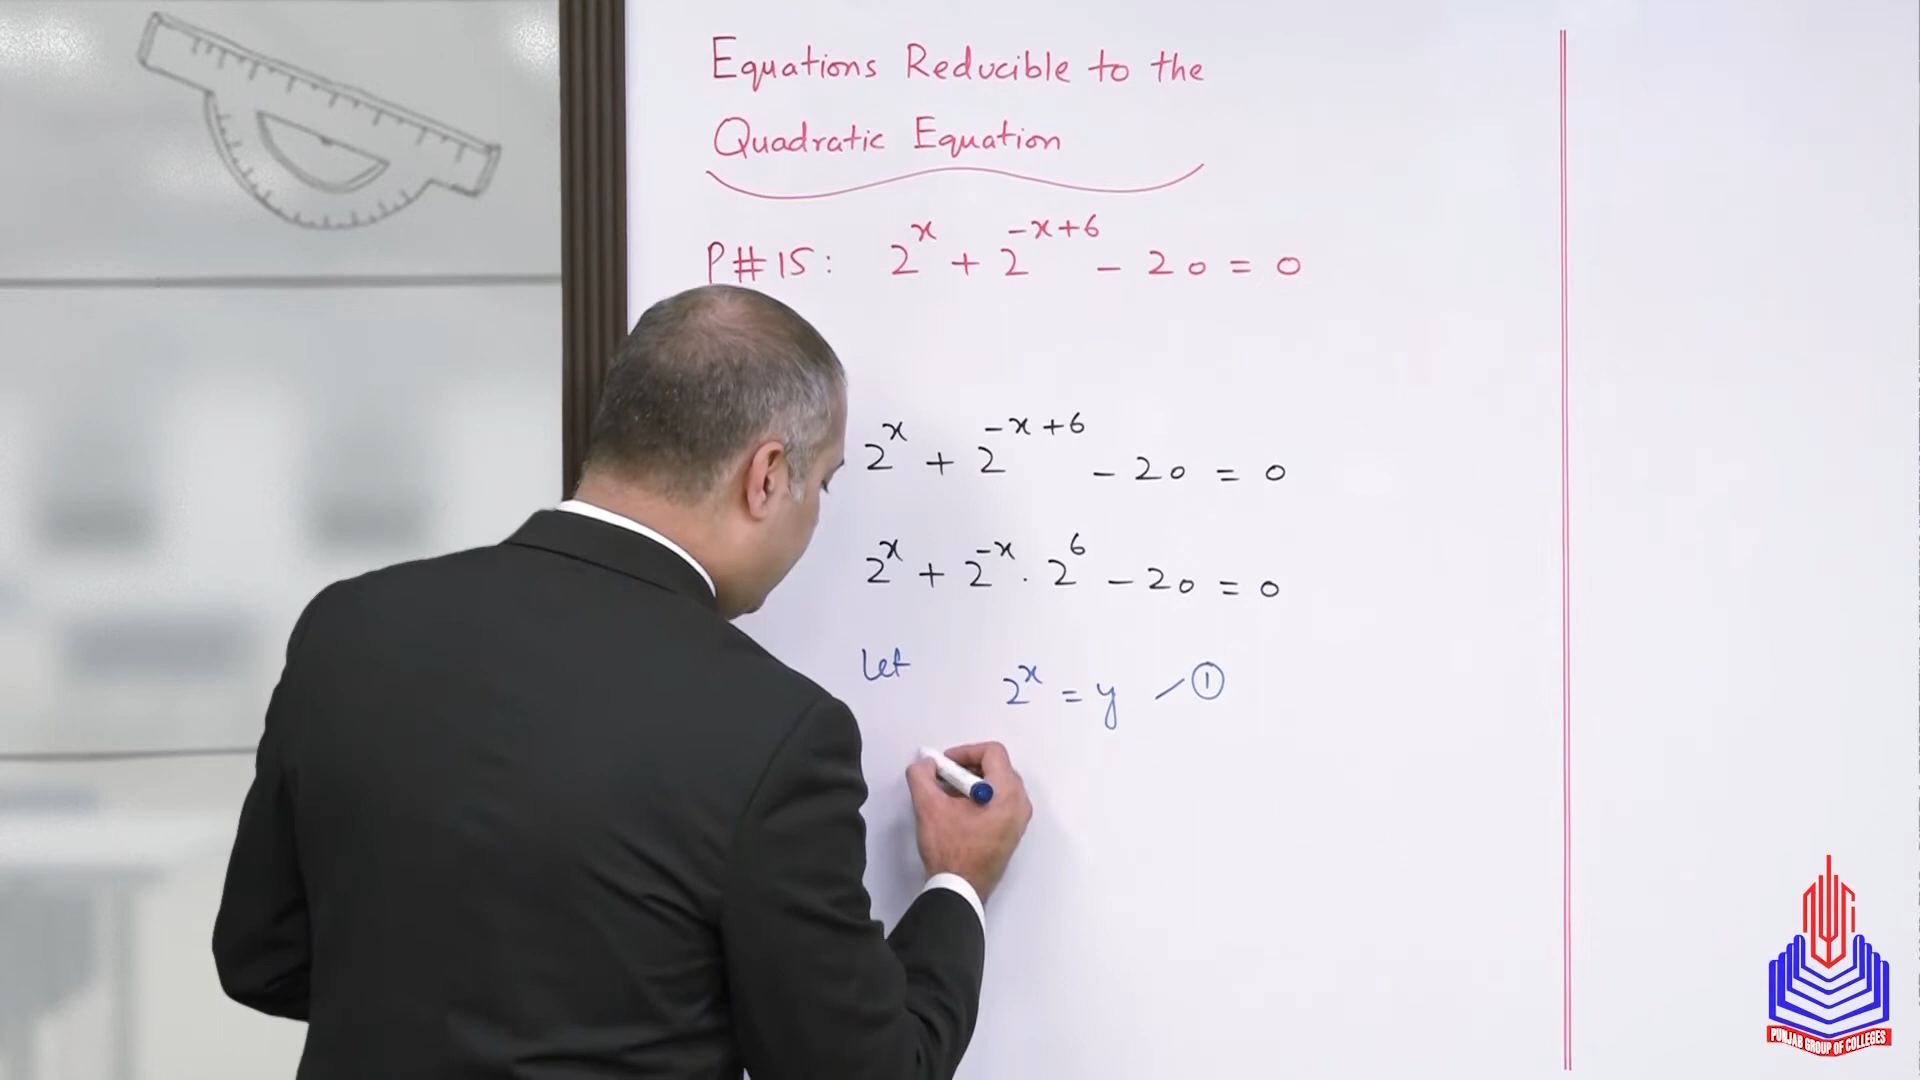 Equations Reducible to the
Quadratic Equation
P#15: 2^x + 2^(-x+6) - 20 = 0
2^x + 2^(-x+6) - 20 = 0
2^x + 2^-x . 2^6 - 20 = 0
Let 2^x = y — ①
PUNJAB GROUP OF COLLEGES